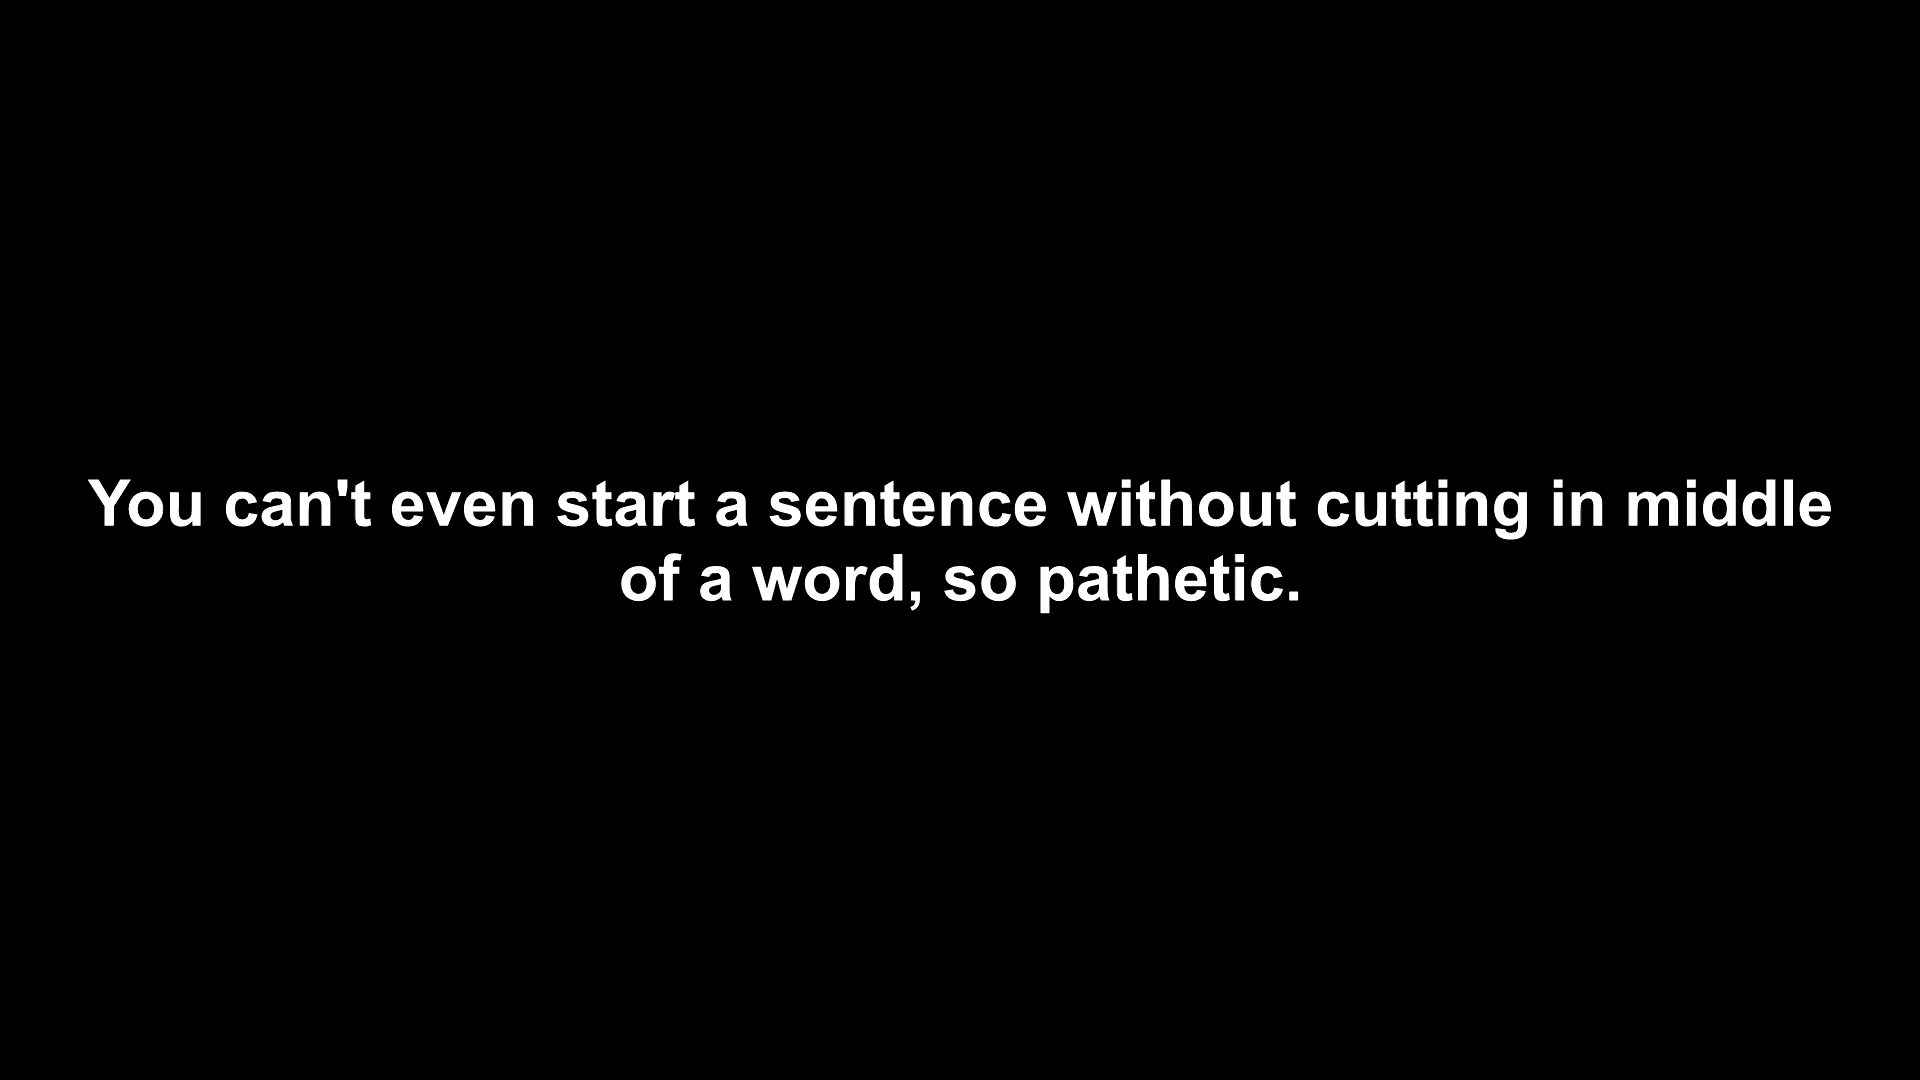 You can't even start a sentence without cutting in middle
of a word, so pathetic.